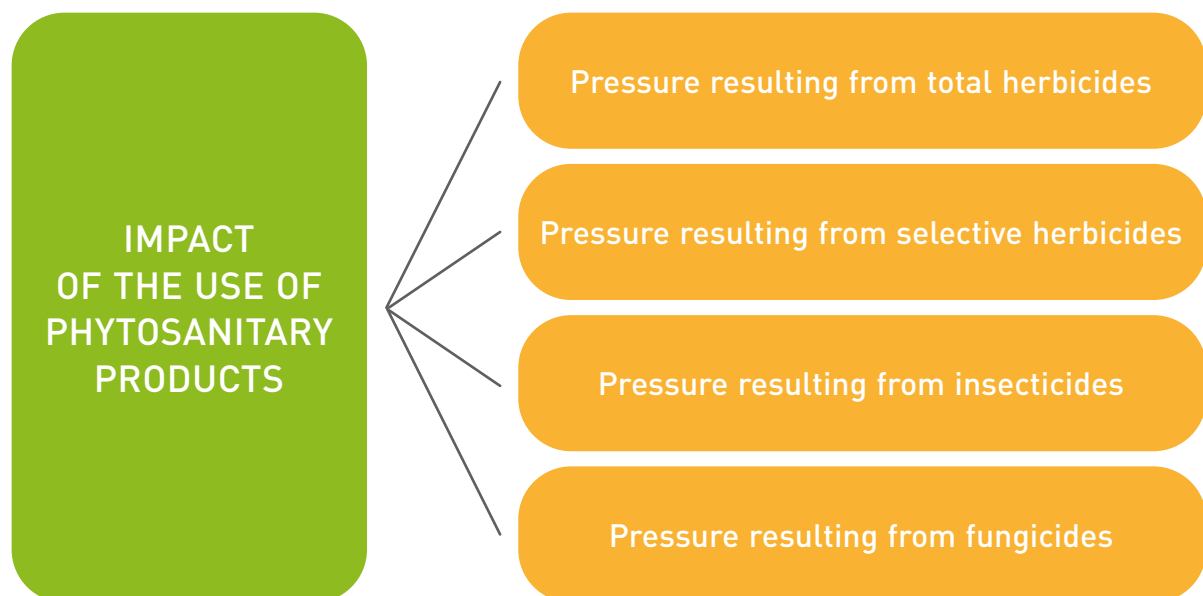 IMPACT
OF THE USE OF
PHYTOSANITARY
PRODUCTS
Pressure resulting from total herbicides
Pressure resulting from selective herbicides
Pressure resulting from insecticides
Pressure resulting from fungicides